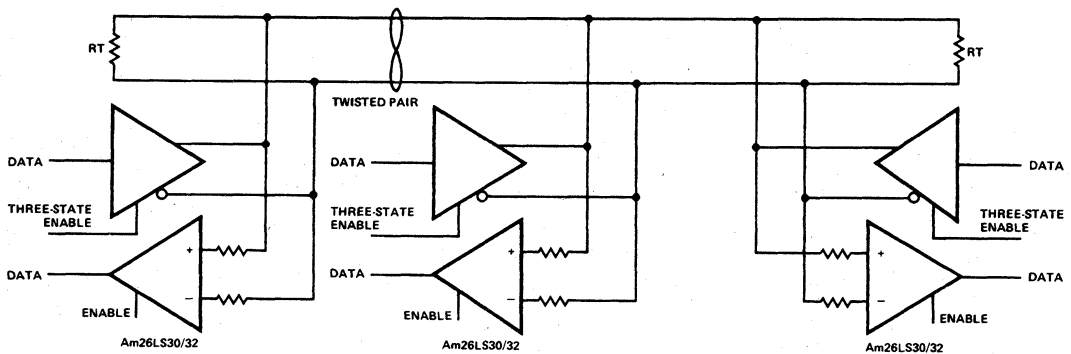 RT
RT
TWISTED PAIR
DATA
DATA
DATA
THREE-STATE
ENABLE
THREE-STATE
ENABLE
THREE-STATE
ENABLE
+
+
+
DATA
DATA
DATA
−
−
−
ENABLE
ENABLE
ENABLE
Am26LS30/32
Am26LS30/32
Am26LS30/32